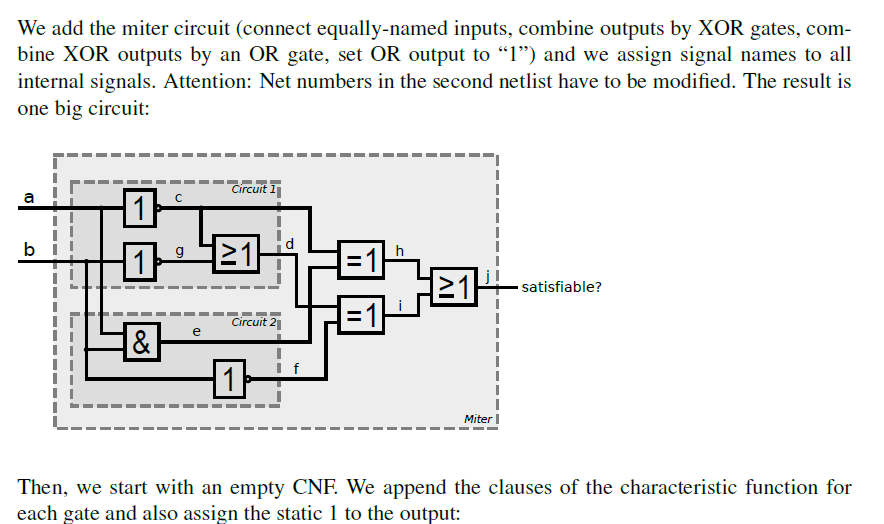 We add the miter circuit (connect equally-named inputs, combine outputs by XOR gates, com-
bine XOR outputs by an OR gate, set OR output to “1”) and we assign signal names to all
internal signals. Attention: Net numbers in the second netlist have to be modified. The result is
one big circuit:
Circuit 1
a
1
c
b
1
g
≥1
d
=1
h
≥1
j
satisfiable?
=1
i
Circuit 2
&
e
1
f
Miter
Then, we start with an empty CNF. We append the clauses of the characteristic function for
each gate and also assign the static 1 to the output: